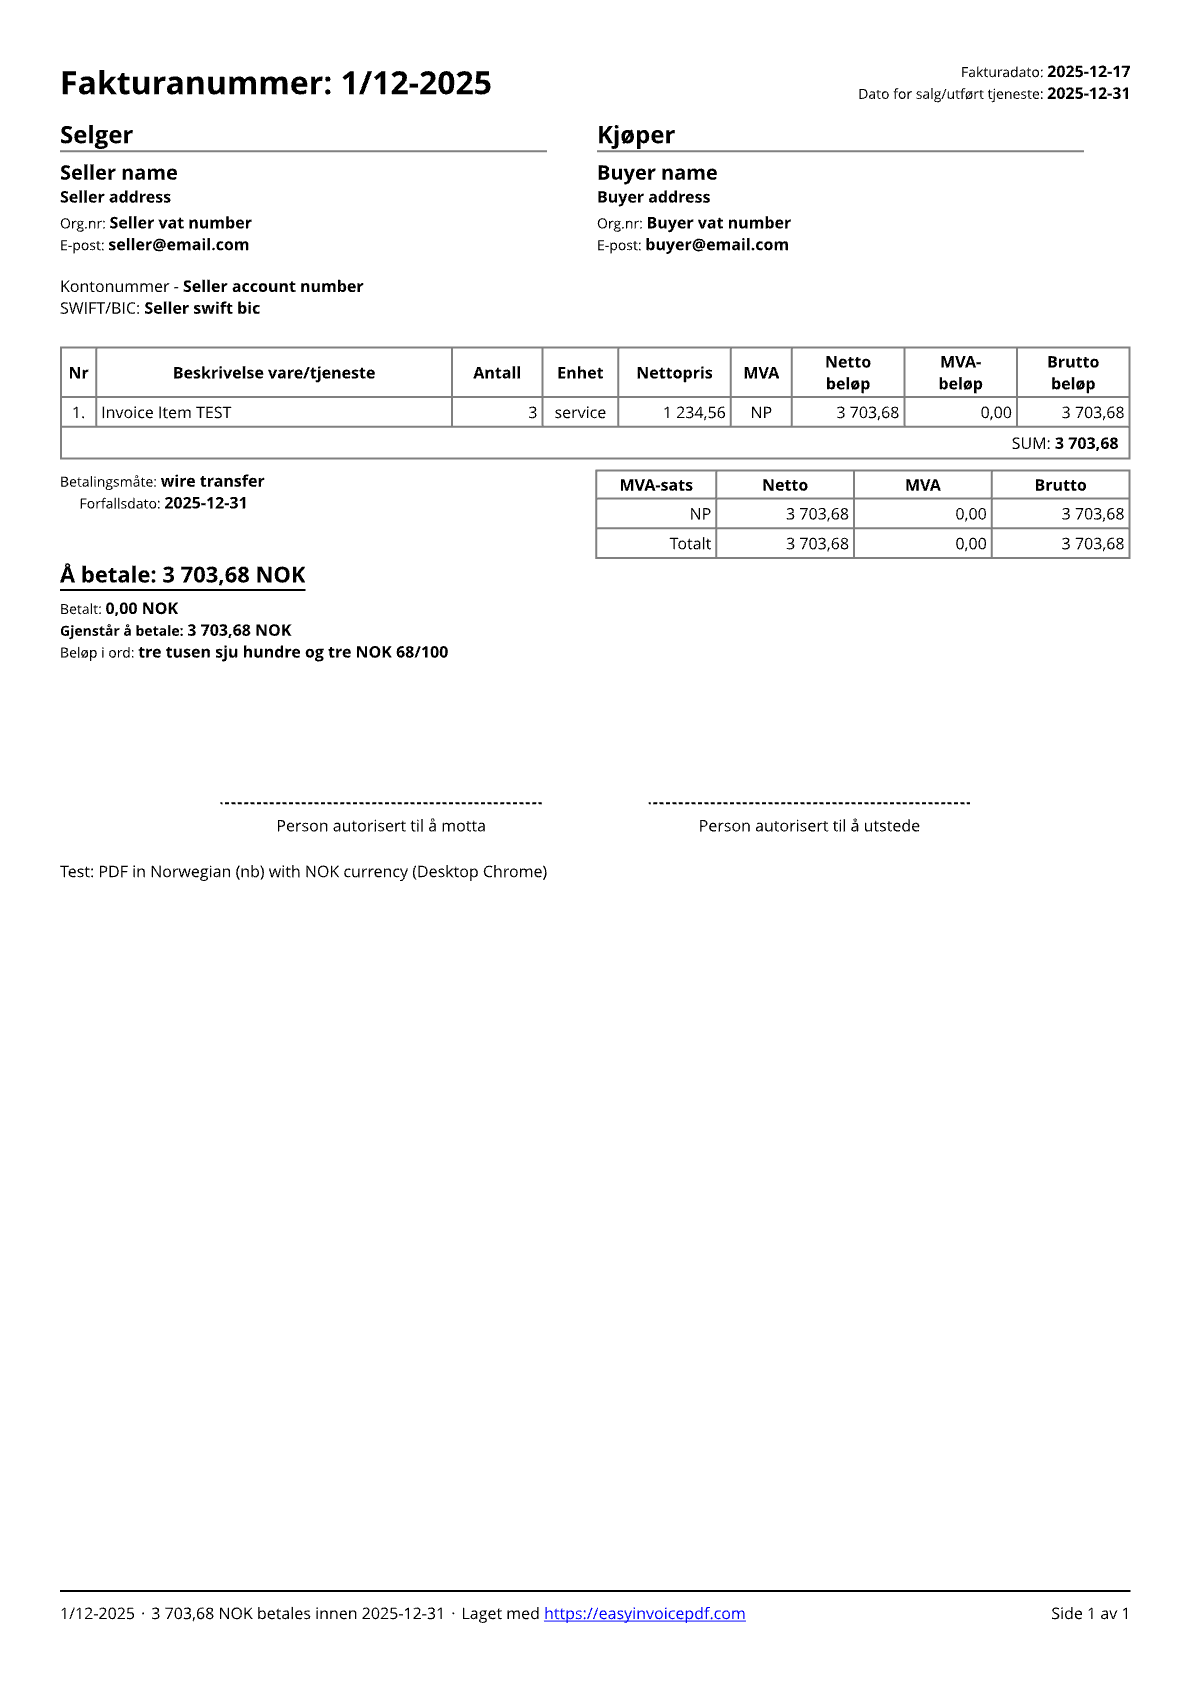 Fakturanummer: 1/12-2025
Fakturadato: 2025-12-17
Dato for salg/utført tjeneste: 2025-12-31
Selger
Seller name
Seller address
Org.nr: Seller vat number
E-post: seller@email.com
Kontonummer - Seller account number
SWIFT/BIC: Seller swift bic
Kjøper
Buyer name
Buyer address
Org.nr: Buyer vat number
E-post: buyer@email.com
Nr Beskrivelse vare/tjeneste Antall Enhet Nettopris MVA Netto beløp MVA-beløp Brutto beløp
1. Invoice Item TEST 3 service 1 234,56 NP 3 703,68 0,00 3 703,68
SUM: 3 703,68
Betalingsmåte: wire transfer
Forfallsdato: 2025-12-31
MVA-sats Netto MVA Brutto
NP 3 703,68 0,00 3 703,68
Totalt 3 703,68 0,00 3 703,68
Å betale: 3 703,68 NOK
Betalt: 0,00 NOK
Gjenstår å betale: 3 703,68 NOK
Beløp i ord: tre tusen sju hundre og tre NOK 68/100
Person autorisert til å motta
Person autorisert til å utstede
Test: PDF in Norwegian (nb) with NOK currency (Desktop Chrome)
1/12-2025 · 3 703,68 NOK betales innen 2025-12-31 · Laget med https://easyinvoicepdf.com
Side 1 av 1